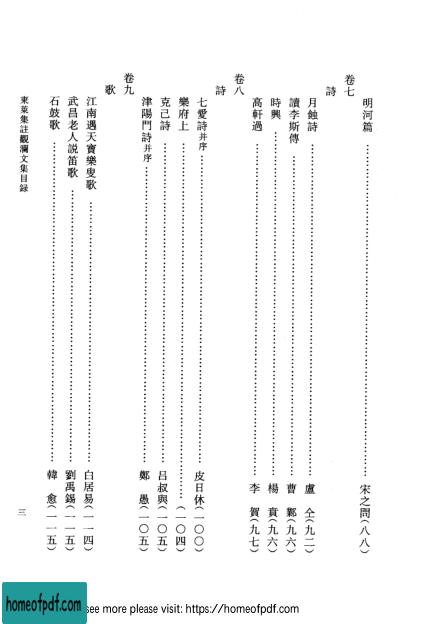 明河篇……宋之問(八八)
卷七
詩
月蝕詩……盧 仝(九二)
讀李斯傳……曹 鄴(九六)
時興……楊 賁(九六)
高軒過……李 賀(九七)
卷八
詩
七愛詩并序……皮日休(一〇〇)
樂府上……(一〇四)
克己詩……呂叔與(一〇五)
津陽門詩并序……鄭 愚(一〇五)
卷九
歌
江南遇天寶樂叟歌……白居易(一一四)
武昌老人説笛歌……劉禹錫(一一五)
石鼓歌……韓 愈(一一五)
東萊集註觀瀾文集目録
三
homeofpdf.com
see more please visit: https://homeofpdf.com